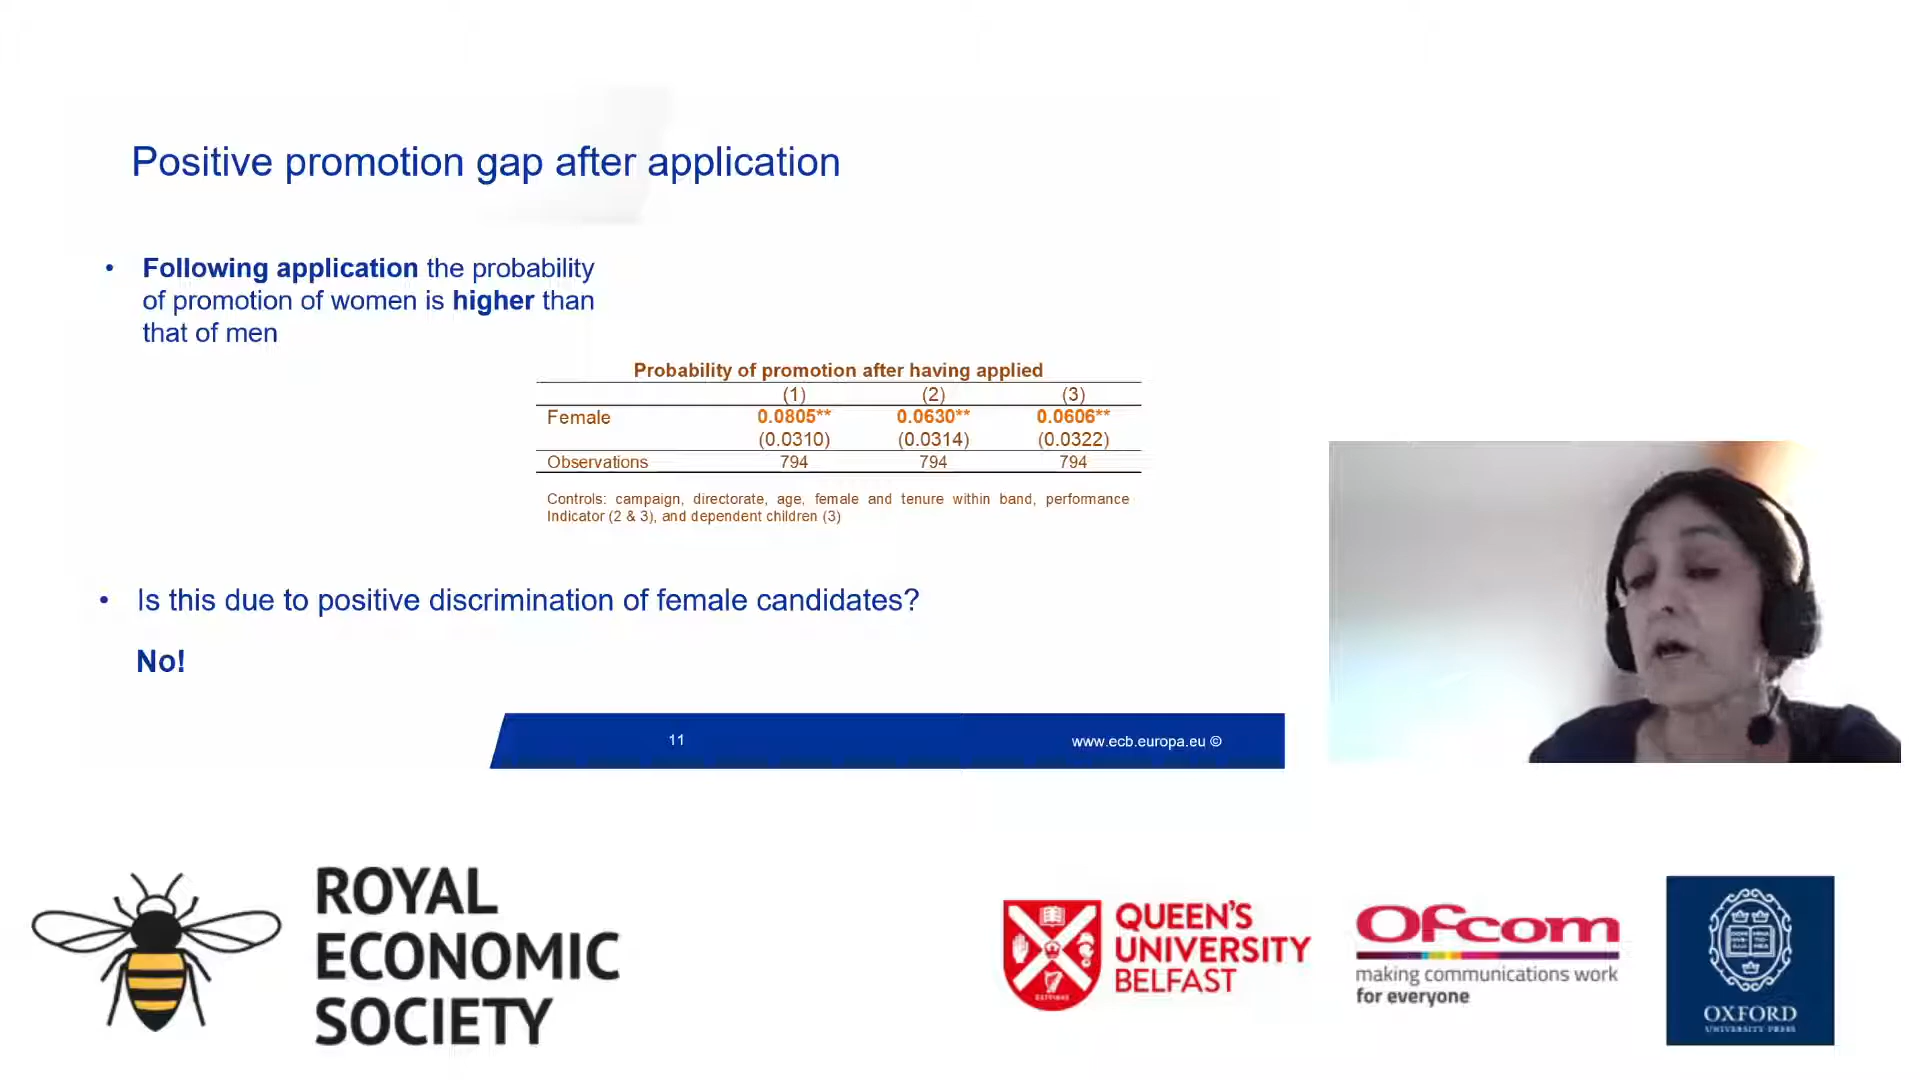 Positive promotion gap after application
• Following application the probability
of promotion of women is higher than
that of men
Probability of promotion after having applied
(1) (2) (3)
Female 0.0805** 0.0630** 0.0606**
(0.0310) (0.0314) (0.0322)
Observations 794 794 794
Controls: campaign, directorate, age, female and tenure within band, performance
Indicator (2 & 3), and dependent children (3)
• Is this due to positive discrimination of female candidates?
No!
11 www.ecb.europa.eu ©
ROYAL
ECONOMIC
SOCIETY
QUEEN'S
UNIVERSITY
BELFAST
Ofcom
making communications work
for everyone
OXFORD
UNIVERSITY PRESS